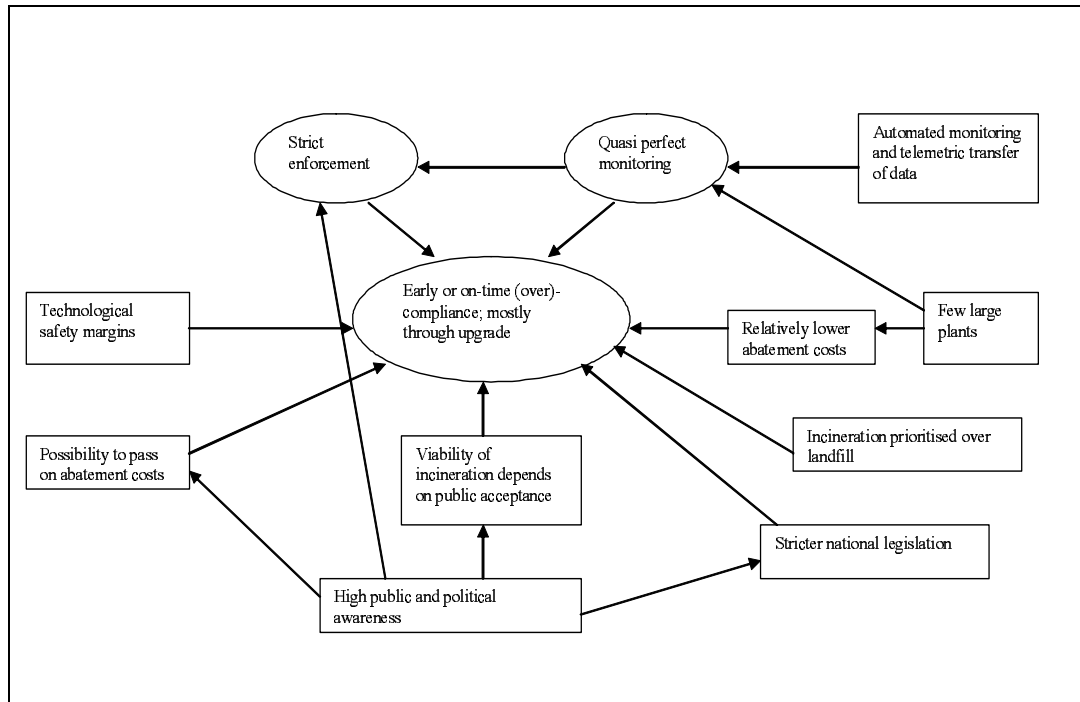 Strict
enforcement
Quasi perfect
monitoring
Automated monitoring
and telemetric transfer
of data
Technological
safety margins
Early or on-time (over)-
compliance; mostly
through upgrade
Relatively lower
abatement costs
Few large
plants
Possibility to pass
on abatement costs
Viability of
incineration depends
on public acceptance
Incineration prioritised over
landfill
Stricter national legislation
High public and political
awareness